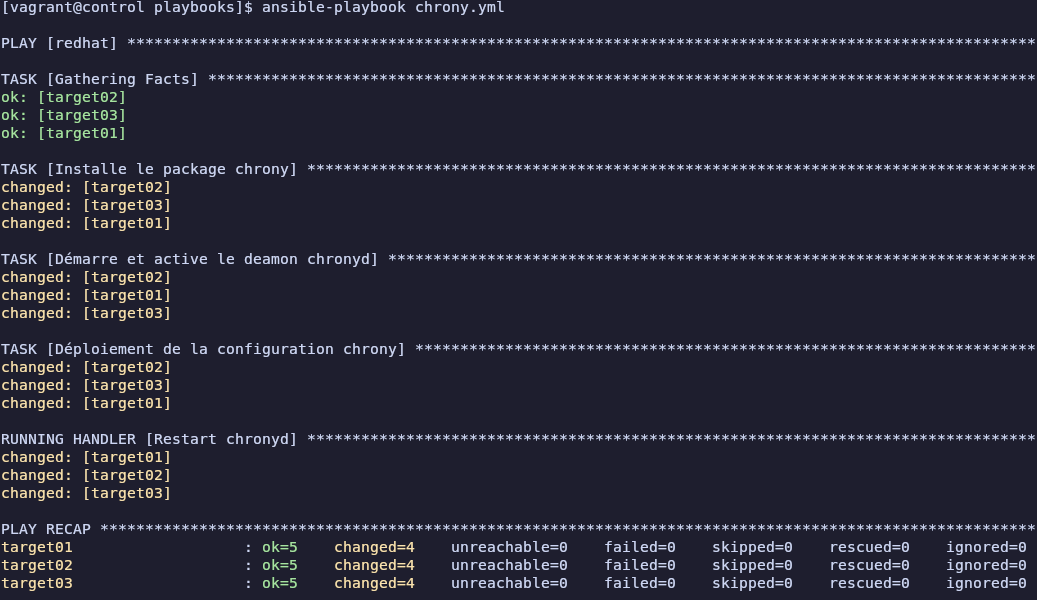 [vagrant@control playbooks]$ ansible-playbook chrony.yml
PLAY [redhat] *****************************************************************************************************
TASK [Gathering Facts] ********************************************************************************************
ok: [target02]
ok: [target03]
ok: [target01]
TASK [Installe le package chrony] *********************************************************************************
changed: [target02]
changed: [target03]
changed: [target01]
TASK [Démarre et active le deamon chronyd] ************************************************************************
changed: [target02]
changed: [target01]
changed: [target03]
TASK [Déploiement de la configuration chrony] *********************************************************************
changed: [target02]
changed: [target03]
changed: [target01]
RUNNING HANDLER [Restart chronyd] *********************************************************************************
changed: [target01]
changed: [target02]
changed: [target03]
PLAY RECAP ********************************************************************************************************
target01                   : ok=5    changed=4    unreachable=0    failed=0    skipped=0    rescued=0    ignored=0
target02                   : ok=5    changed=4    unreachable=0    failed=0    skipped=0    rescued=0    ignored=0
target03                   : ok=5    changed=4    unreachable=0    failed=0    skipped=0    rescued=0    ignored=0